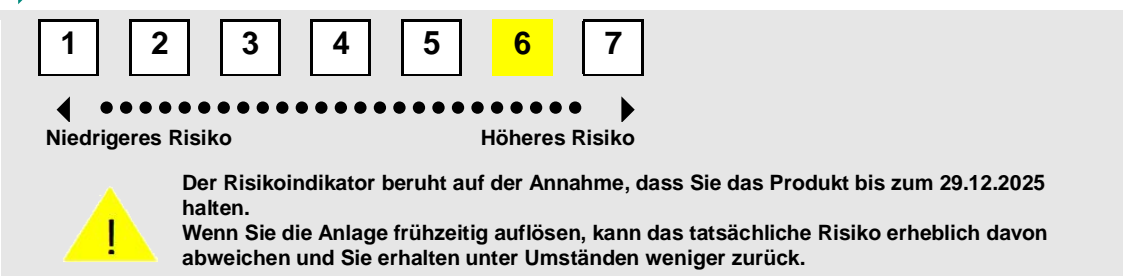 1 2 3 4 5 6 7
Niedrigeres Risiko Höheres Risiko
Der Risikoindikator beruht auf der Annahme, dass Sie das Produkt bis zum 29.12.2025
halten.
Wenn Sie die Anlage frühzeitig auflösen, kann das tatsächliche Risiko erheblich davon
abweichen und Sie erhalten unter Umständen weniger zurück.
!